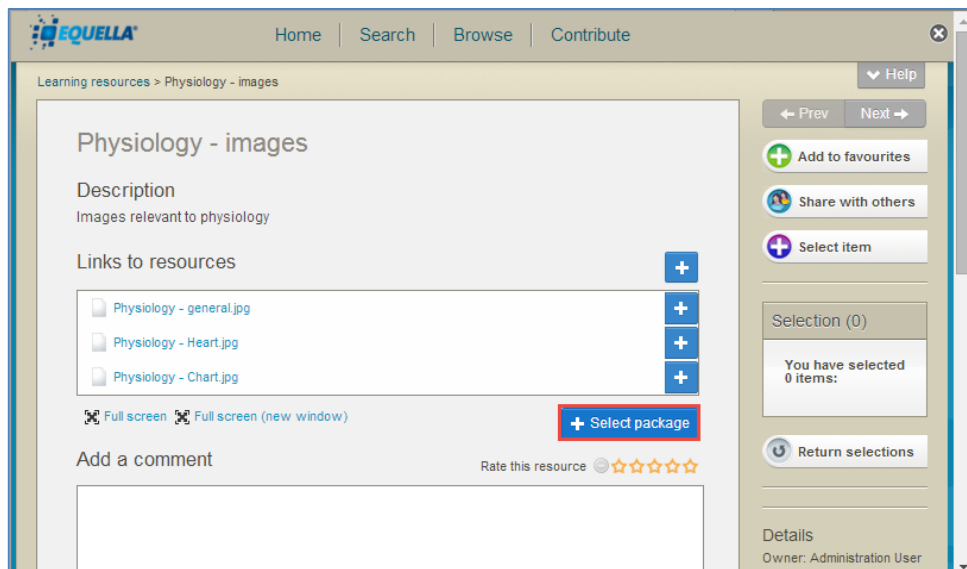 EQUELLA
Home Search Browse Contribute
Learning resources > Physiology - images
Help
Prev Next
Physiology - images
Description
Images relevant to physiology
Links to resources
Physiology - general.jpg
Physiology - Heart.jpg
Physiology - Chart.jpg
Full screen Full screen (new window)
Select package
Add a comment
Rate this resource
Add to favourites
Share with others
Select item
Selection (0)
You have selected
0 items:
Return selections
Details
Owner: Administration User